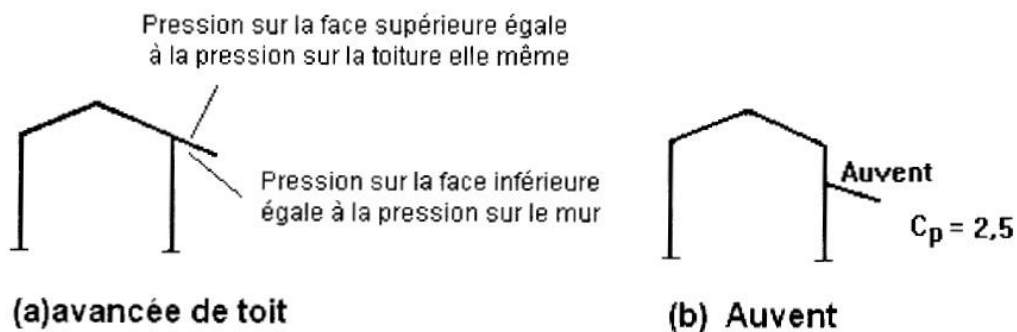 Pression sur la face supérieure égale
à la pression sur la toiture elle même
Pression sur la face inférieure
égale à la pression sur le mur
(a)avancée de toit
Auvent
Cp = 2,5
(b) Auvent